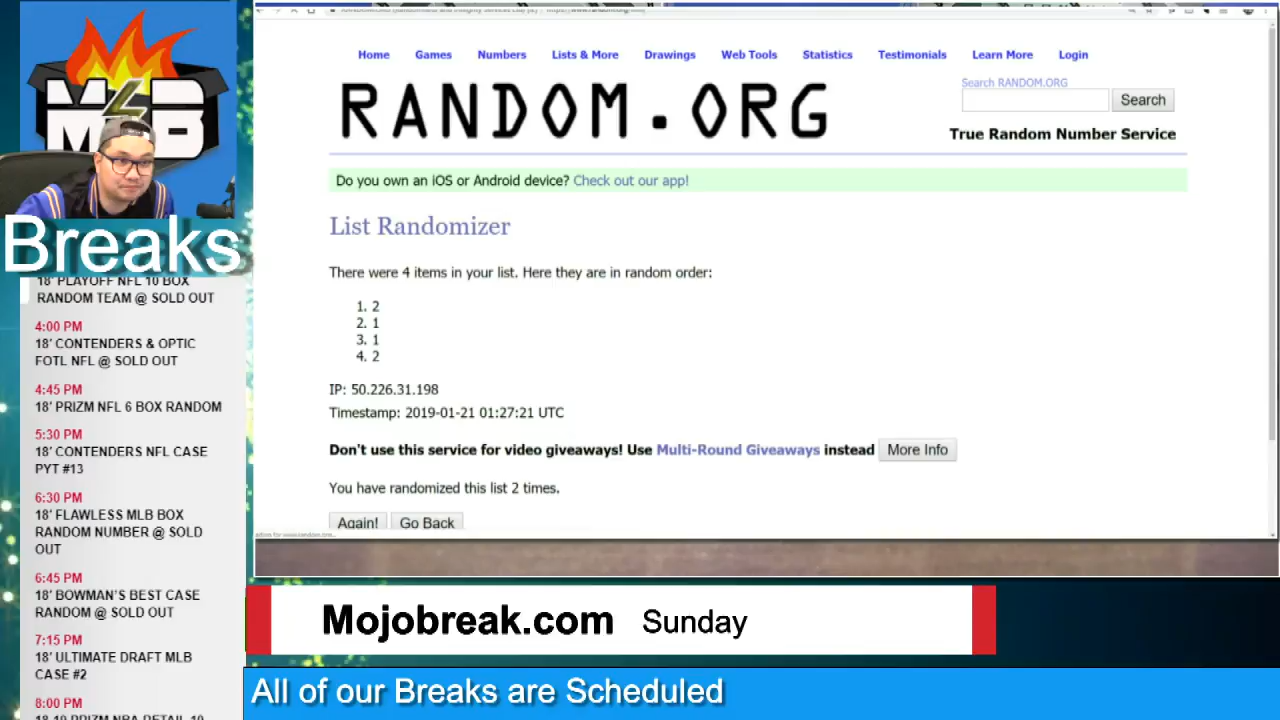 Home Games Numbers Lists & More Drawings Web Tools Statistics Testimonials Learn More Login
RANDOM.ORG
Search RANDOM.ORG
Search
True Random Number Service
Do you own an iOS or Android device? Check out our app!
List Randomizer
There were 4 items in your list. Here they are in random order:
1. 2
2. 1
3. 1
4. 2
IP: 50.226.31.198
Timestamp: 2019-01-21 01:27:21 UTC
Don't use this service for video giveaways! Use Multi-Round Giveaways instead More Info
You have randomized this list 2 times.
Again! Go Back
Breaks
18' PLAYOFF NFL 10 BOX
RANDOM TEAM @ SOLD OUT
4:00 PM
18' CONTENDERS & OPTIC
FOTL NFL @ SOLD OUT
4:45 PM
18' PRIZM NFL 6 BOX RANDOM
5:30 PM
18' CONTENDERS NFL CASE
PYT #13
6:30 PM
18' FLAWLESS MLB BOX
RANDOM NUMBER @ SOLD
OUT
6:45 PM
18' BOWMAN'S BEST CASE
RANDOM @ SOLD OUT
7:15 PM
18' ULTIMATE DRAFT MLB
CASE #2
8:00 PM
18-19 PRIZM NBA RETAIL 10
Mojobreak.com Sunday
All of our Breaks are Scheduled